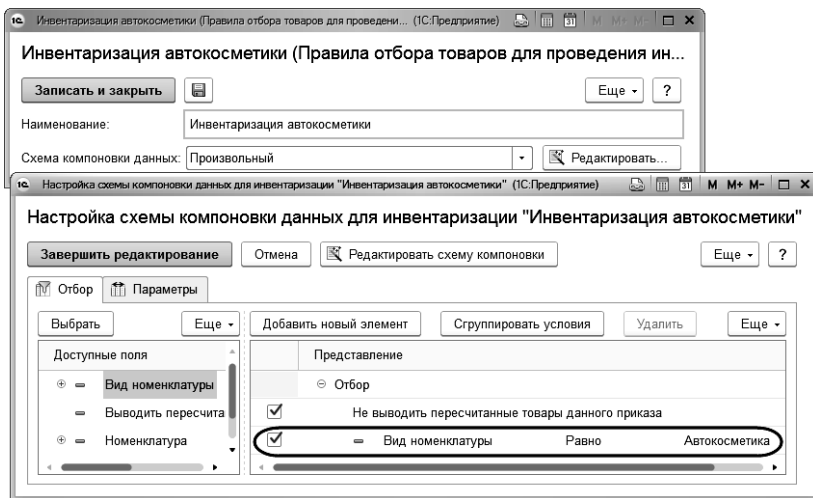 Инвентаризация автокосметики (Правила отбора товаров для проведени... (1С:Предприятие) M M+ M-
Инвентаризация автокосметики (Правила отбора товаров для проведения ин...
Записать и закрыть Еще ?
Наименование: Инвентаризация автокосметики
Схема компоновки данных: Произвольный Редактировать...
Настройка схемы компоновки данных для инвентаризации "Инвентаризация автокосметики" (1С:Предприятие) M M+ M-
Настройка схемы компоновки данных для инвентаризации "Инвентаризация автокосметики"
Завершить редактирование Отмена Редактировать схему компоновки Еще ?
Отбор Параметры
Выбрать Еще Добавить новый элемент Сгруппировать условия Удалить Еще
Доступные поля Представление
Вид номенклатуры Отбор
Выводить пересчита Не выводить пересчитанные товары данного приказа
Номенклатура Вид номенклатуры Равно Автокосметика